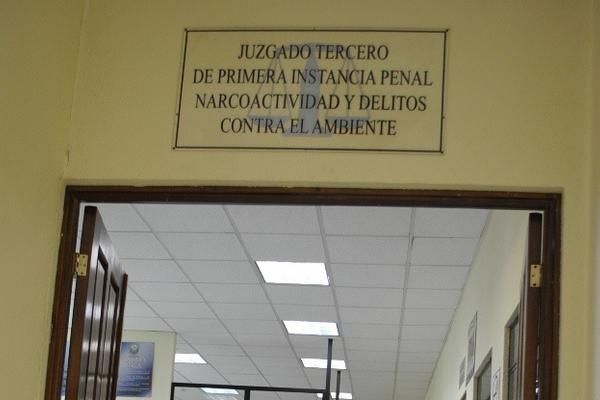 JUZGADO TERCERO
DE PRIMERA INSTANCIA PENAL
NARCOACTIVIDAD Y DELITOS
CONTRA EL AMBIENTE